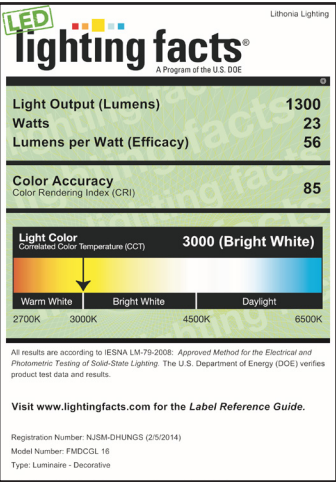 LED
Lithonia Lighting
lighting facts®
A Program of the U.S. DOE
Light Output (Lumens) 1300
Watts 23
Lumens per Watt (Efficacy) 56
Color Accuracy 85
Color Rendering Index (CRI)
Light Color 3000 (Bright White)
Correlated Color Temperature (CCT)
Warm White Bright White Daylight
2700K 3000K 4500K 6500K
All results are according to IESNA LM-79-2008: Approved Method for the Electrical and
Photometric Testing of Solid-State Lighting. The U.S. Department of Energy (DOE) verifies
product test data and results.
Visit www.lightingfacts.com for the Label Reference Guide.
Registration Number: NJSM-DHUNGS (2/5/2014)
Model Number: FMDCGL 16
Type: Luminaire - Decorative